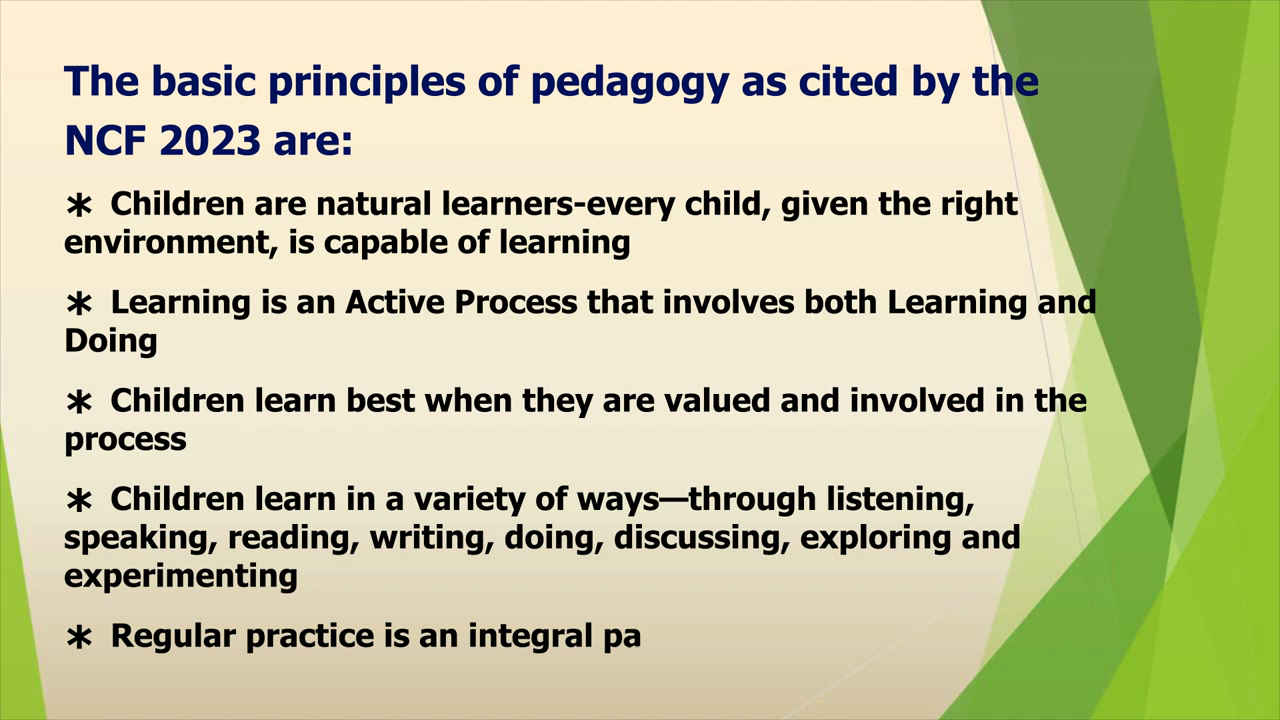 The basic principles of pedagogy as cited by the
NCF 2023 are:
∗ Children are natural learners-every child, given the right
environment, is capable of learning
∗ Learning is an Active Process that involves both Learning and
Doing
∗ Children learn best when they are valued and involved in the
process
∗ Children learn in a variety of ways—through listening,
speaking, reading, writing, doing, discussing, exploring and
experimenting
∗ Regular practice is an integral pa